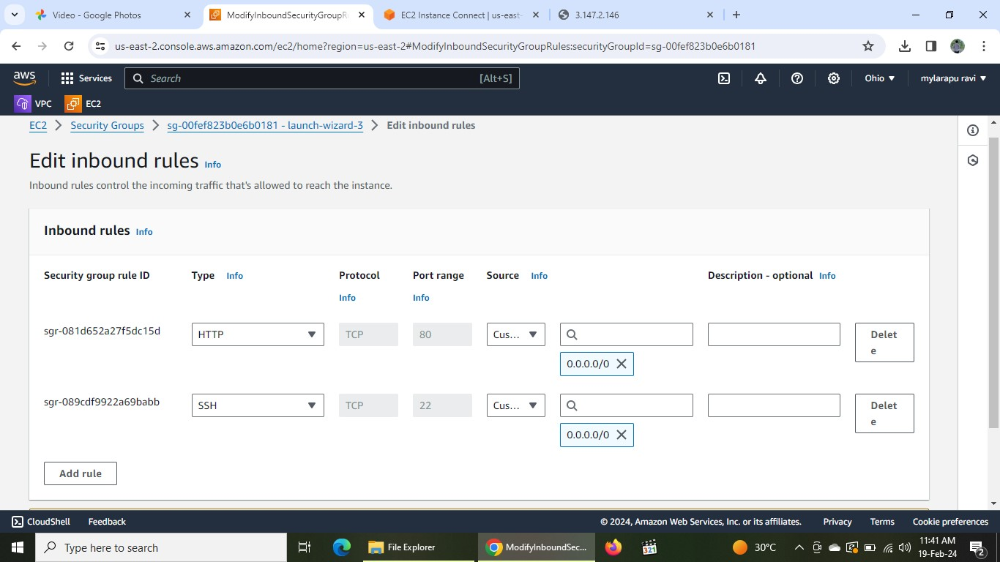 Video - Google Photos
ModifyInboundSecurityGroupR
EC2 Instance Connect | us-east-
3.147.2.146
us-east-2.console.aws.amazon.com/ec2/home?region=us-east-2#ModifyInboundSecurityGroupRules:securityGroupId=sg-00fef823b0e6b0181
aws
Services
Search
[Alt+S]
Ohio
mylarapu ravi
VPC
EC2
EC2
Security Groups
sg-00fef823b0e6b0181 - launch-wizard-3
Edit inbound rules
Edit inbound rules Info
Inbound rules control the incoming traffic that's allowed to reach the instance.
Inbound rules Info
Security group rule ID
Type Info
Protocol
Info
Port range
Info
Source Info
Description - optional Info
sgr-081d652a27f5dc15d
HTTP
TCP
80
Cus...
0.0.0.0/0
Delet
e
sgr-089cdf9922a69babb
SSH
TCP
22
Cus...
0.0.0.0/0
Delet
e
Add rule
CloudShell
Feedback
© 2024, Amazon Web Services, Inc. or its affiliates.
Privacy
Terms
Cookie preferences
Type here to search
File Explorer
ModifyInboundSec...
321
30°C
11:41 AM
19-Feb-24
2